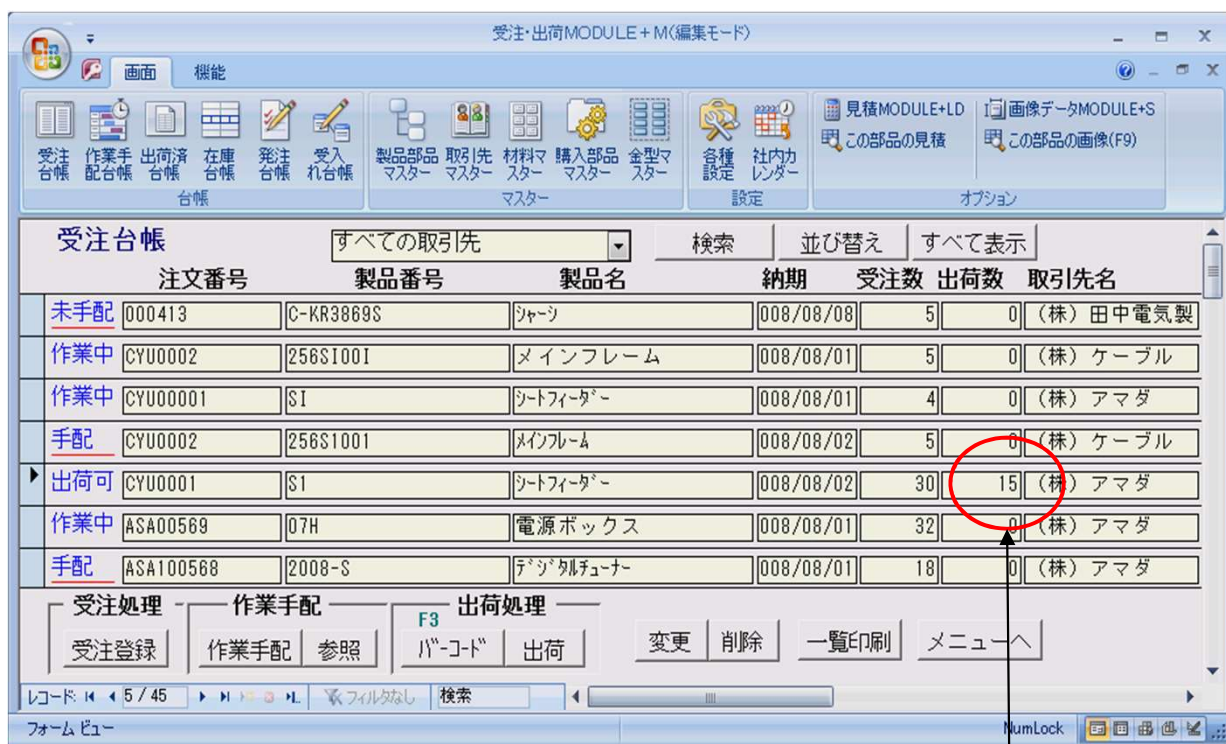 受注・出荷MODULE+M(編集モード)
画面 機能
受注台帳 作業手配台帳 出荷済台帳 在庫台帳 発注台帳 受入れ台帳 製品部品マスター 取引先マスター 材料マスター 購入部品マスター 金型マスター 各種設定 社内カレンダー 見積MODULE+LD 画像データMODULE+S
この部品の見積 この部品の画像(F9)
台帳 マスター 設定 オプション
受注台帳 すべての取引先 検索 並び替え すべて表示
注文番号 製品番号 製品名 納期 受注数 出荷数 取引先名
未手配 000413 C-KR3869S シャーシ 008/08/08 5 0 (株) 田中電気製
作業中 CYU0002 256SI00I メインフレーム 008/08/01 5 0 (株) ケーブル
作業中 CYU00001 SI シートフィーダー 008/08/01 4 0 (株) アマダ
手配 CYU0002 256S1001 メインフレーム 008/08/02 5 0 (株) ケーブル
出荷可 CYU0001 S1 シートフィーダー 008/08/02 30 15 (株) アマダ
作業中 ASA00569 07H 電源ボックス 008/08/01 32 0 (株) アマダ
手配 ASA100568 2008-S デジタルチューナー 008/08/01 18 0 (株) アマダ
受注処理 作業手配 出荷処理
F3
受注登録 作業手配 参照 バーコード 出荷 変更 削除 一覧印刷 メニューへ
レコード: 5 / 45 フィルタなし 検索
フォーム ビュー NumLock